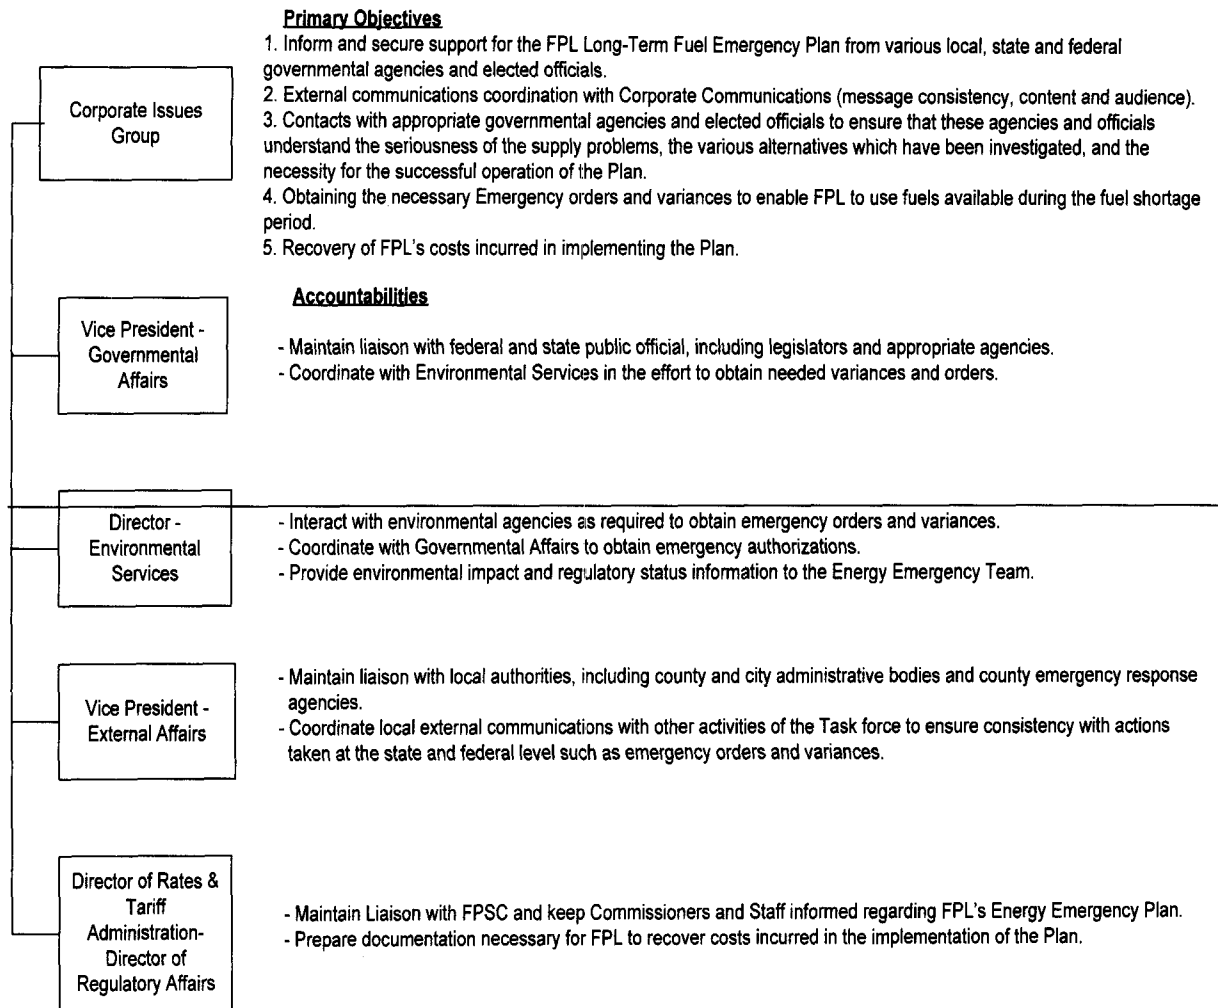 Primary Objectives
1. Inform and secure support for the FPL Long-Term Fuel Emergency Plan from various local, state and federal
governmental agencies and elected officials.
2. External communications coordination with Corporate Communications (message consistency, content and audience).
3. Contacts with appropriate governmental agencies and elected officials to ensure that these agencies and officials
understand the seriousness of the supply problems, the various alternatives which have been investigated, and the
necessity for the successful operation of the Plan.
4. Obtaining the necessary Emergency orders and variances to enable FPL to use fuels available during the fuel shortage
period.
5. Recovery of FPL's costs incurred in implementing the Plan.
Corporate Issues
Group
Accountabilities
Vice President -
Governmental
Affairs
- Maintain liaison with federal and state public official, including legislators and appropriate agencies.
- Coordinate with Environmental Services in the effort to obtain needed variances and orders.
Director -
Environmental
Services
- Interact with environmental agencies as required to obtain emergency orders and variances.
- Coordinate with Governmental Affairs to obtain emergency authorizations.
- Provide environmental impact and regulatory status information to the Energy Emergency Team.
Vice President -
External Affairs
- Maintain liaison with local authorities, including county and city administrative bodies and county emergency response
agencies.
- Coordinate local external communications with other activities of the Task force to ensure consistency with actions
taken at the state and federal level such as emergency orders and variances.
Director of Rates &
Tariff
Administration-
Director of
Regulatory Affairs
- Maintain Liaison with FPSC and keep Commissioners and Staff informed regarding FPL's Energy Emergency Plan.
- Prepare documentation necessary for FPL to recover costs incurred in the implementation of the Plan.